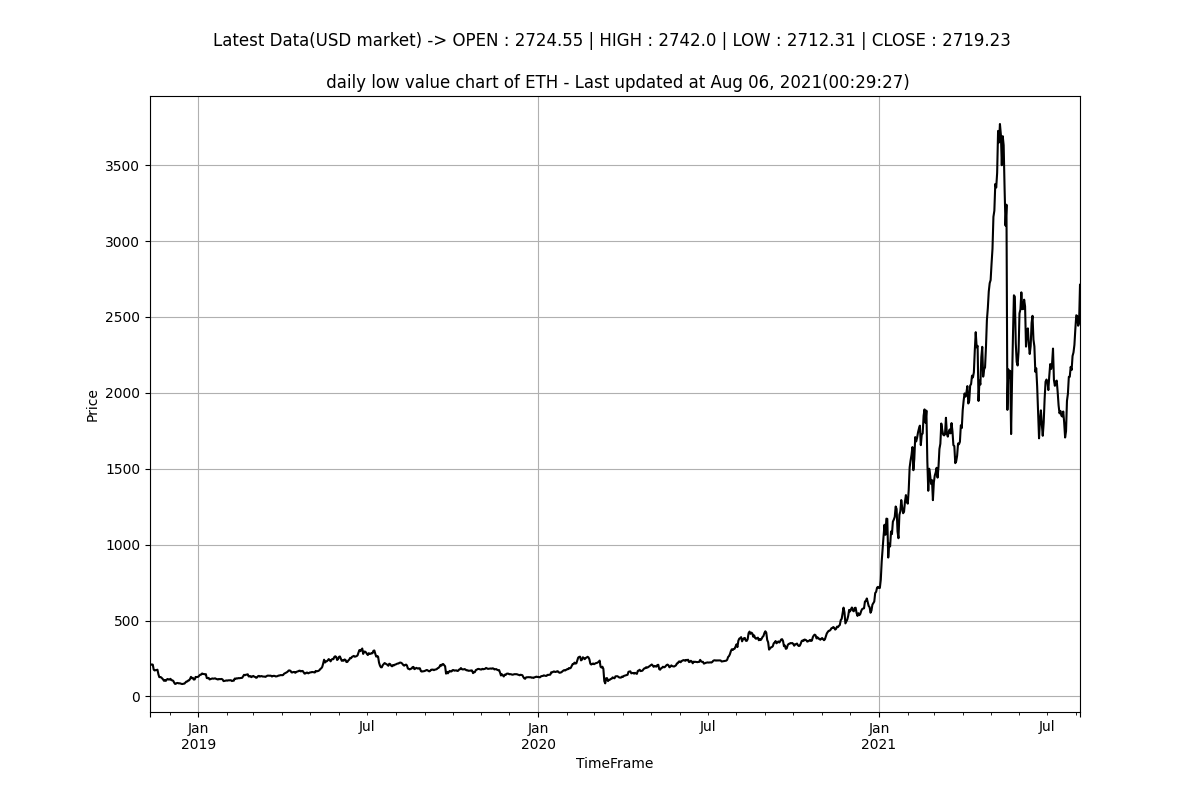 Latest Data(USD market) -> OPEN : 2724.55 | HIGH : 2742.0 | LOW : 2712.31 | CLOSE : 2719.23
daily low value chart of ETH - Last updated at Aug 06, 2021(00:29:27)
3500
3000
2500
2000
1500
1000
500
0
Price
Jan Jul Jan Jul Jan Jul
2019 2020 2021
TimeFrame